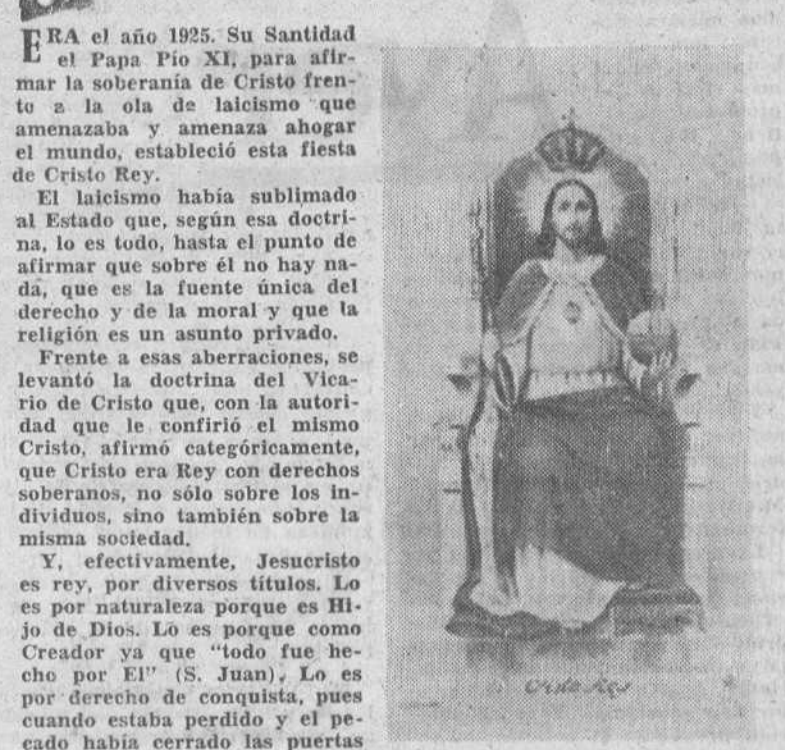 ERA el año 1925. Su Santidad
el Papa Pío XI, para afir-
mar la soberanía de Cristo fren-
te a la ola de laicismo que
amenazaba y amenaza ahogar
el mundo, estableció esta fiesta
de Cristo Rey.
El laicismo había sublimado
al Estado que, según esa doctri-
na, lo es todo, hasta el punto de
afirmar que sobre él no hay na-
da, que es la fuente única del
derecho y de la moral y que la
religión es un asunto privado.
Frente a esas aberraciones, se
levantó la doctrina del Vica-
rio de Cristo que, con la autori-
dad que le confirió el mismo
Cristo, afirmó categóricamente,
que Cristo era Rey con derechos
soberanos, no sólo sobre los in-
dividuos, sino también sobre la
misma sociedad.
Y, efectivamente, Jesucristo
es rey, por diversos títulos. Lo
es por naturaleza porque es Hi-
jo de Dios. Lo es porque como
Creador ya que "todo fue he-
cho por El" (S. Juan). Lo es
por derecho de conquista, pues
cuando estaba perdido y el pe-
cado había cerrado las puertas
Cristo Rey